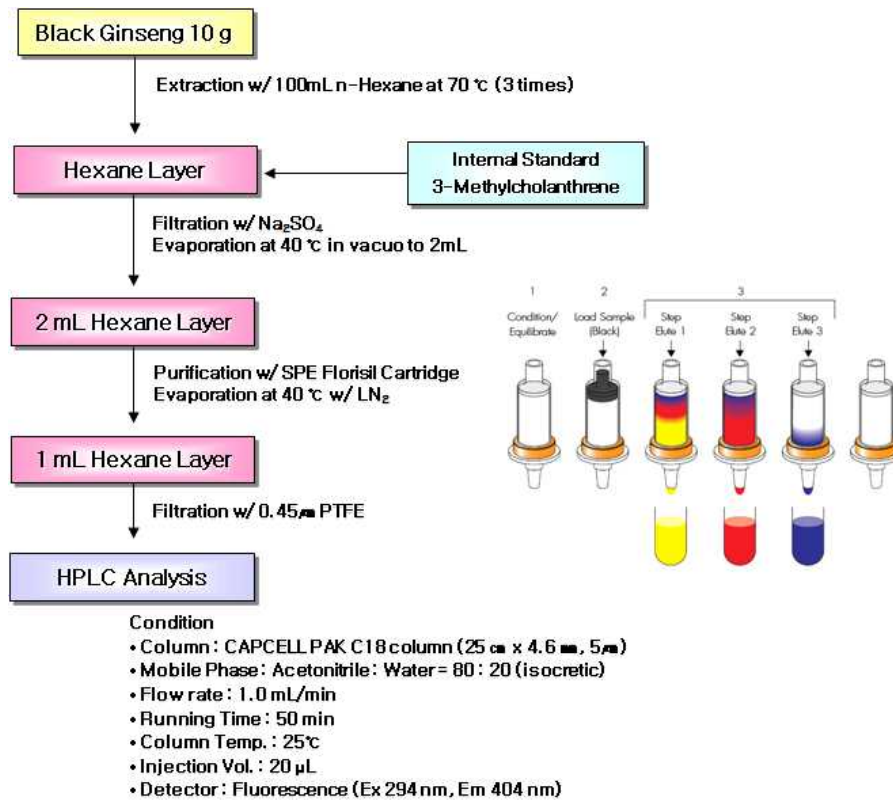 Black Ginseng 10 g
Extraction w/ 100mL n-Hexane at 70 ℃ (3 times)
Hexane Layer
Internal Standard
3-Methylcholanthrene
Filtration w/ Na₂SO₄
Evaporation at 40 ℃ in vacuo to 2mL
2 mL Hexane Layer
Purification w/ SPE Florisil Cartridge
Evaporation at 40 ℃ w/ LN₂
1 mL Hexane Layer
Filtration w/ 0.45㎛ PTFE
HPLC Analysis
1
Condition/
Equilibrate
2
Load Sample
(Black)
3
Step
Elute 1
Step
Elute 2
Step
Elute 3
Condition
• Column : CAPCELL PAK C18 column (25 ㎝ x 4.6 ㎜, 5㎛)
• Mobile Phase : Acetonitrile : Water = 80 : 20 (isocretic)
• Flow rate : 1.0 mL/min
• Running Time : 50 min
• Column Temp. : 25℃
• Injection Vol. : 20 μL
• Detector : Fluorescence (Ex 294 nm, Em 404 nm)